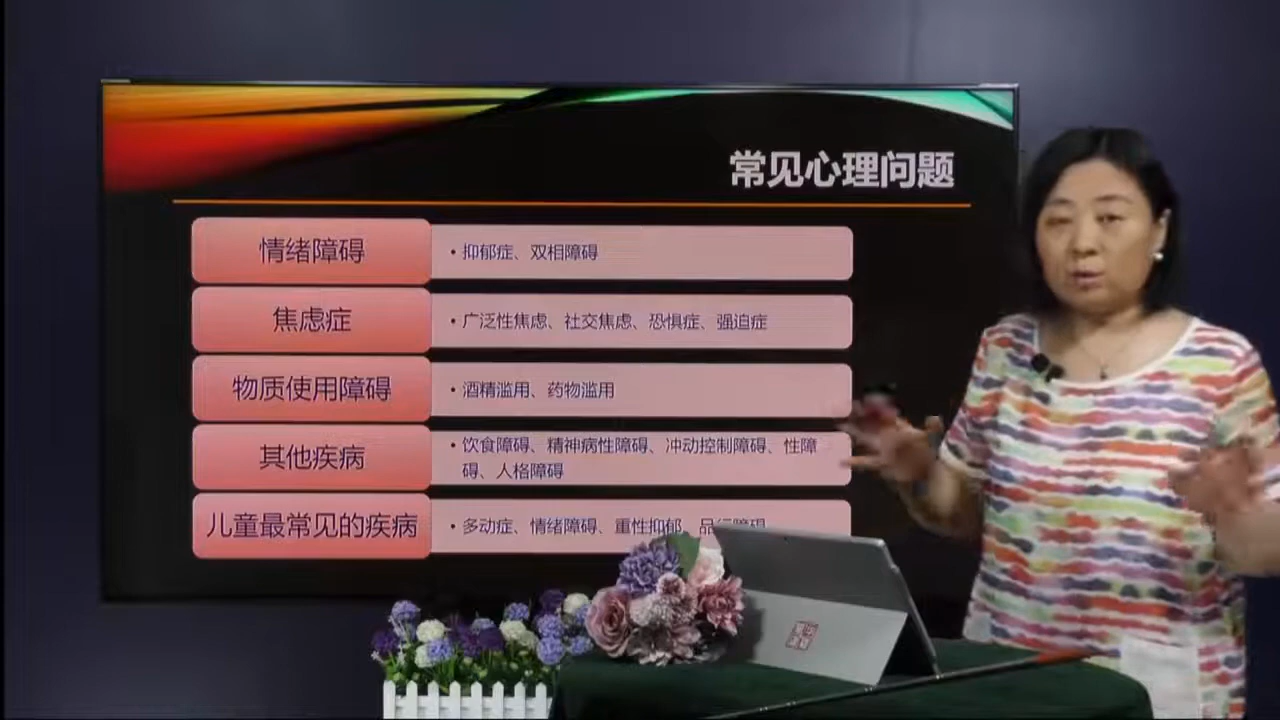 常见心理问题
情绪障碍
• 抑郁症、双相障碍
焦虑症
• 广泛性焦虑、社交焦虑、恐惧症、强迫症
物质使用障碍
• 酒精滥用、药物滥用
其他疾病
• 饮食障碍、精神病性障碍、冲动控制障碍、性障
碍、人格障碍
儿童最常见的疾病
• 多动症、情绪障碍、重性抑郁、品行障碍